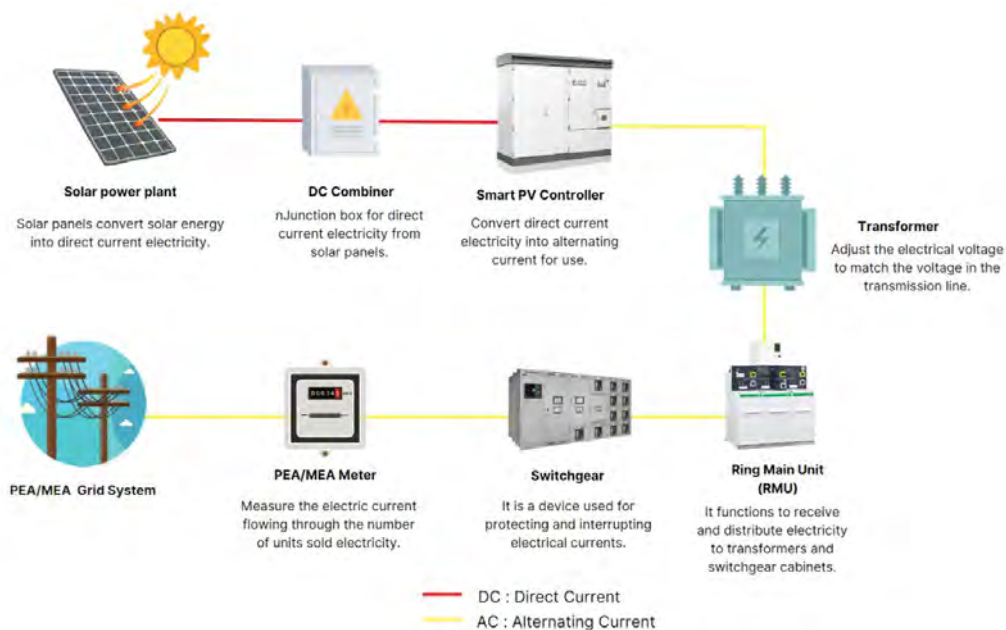 Solar power plant
Solar panels convert solar energy
into direct current electricity.
DC Combiner
nJunction box for direct
current electricity from
solar panels.
Smart PV Controller
Convert direct current
electricity into alternating
current for use.
Transformer
Adjust the electrical voltage
to match the voltage in the
transmission line.
PEA/MEA Grid System
PEA/MEA Meter
Measure the electric current
flowing through the number
of units sold electricity.
Switchgear
It is a device used for
protecting and interrupting
electrical currents.
Ring Main Unit
(RMU)
It functions to receive
and distribute electricity
to transformers and
switchgear cabinets.
DC : Direct Current
AC : Alternating Current